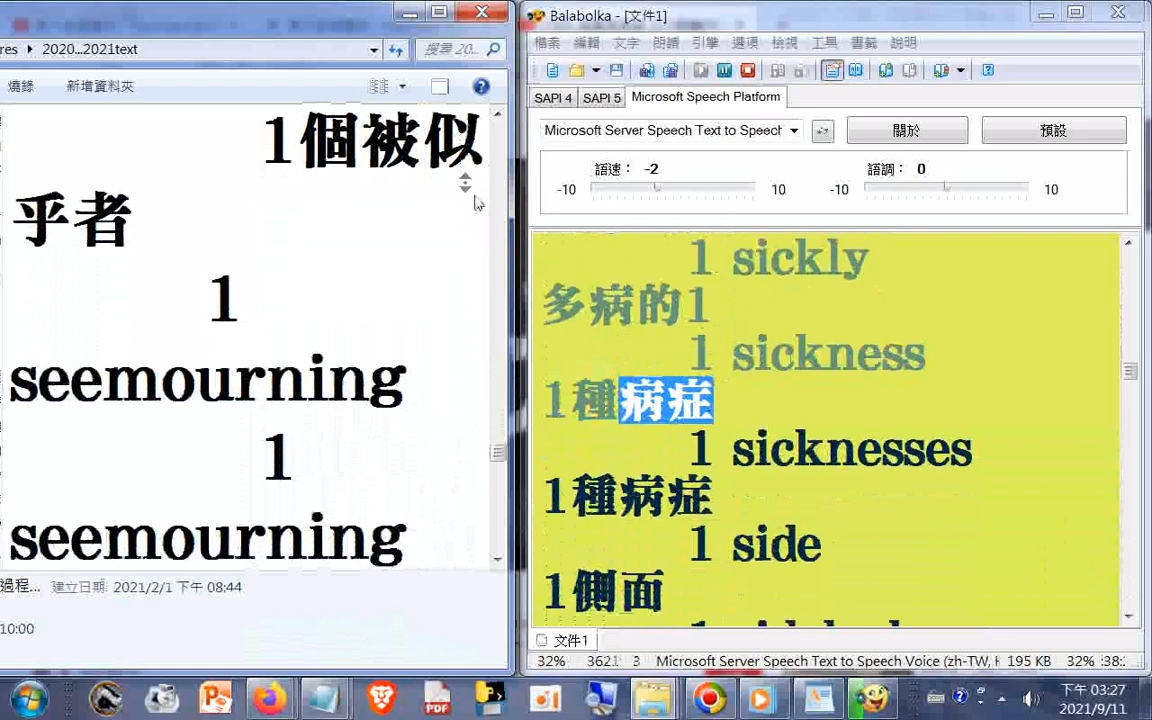 res ▸ 2020...2021text
搜尋 20...
燒錄 新增資料夾
1個被似
乎者
1
seemourning
1
seemourning
過程... 建立日期: 2021/2/1 下午 08:44
10:00
Balabolka - [文件1]
檔案 編輯 文字 朗讀 引擎 選項 檢視 工具 書籤 說明
SAPI 4 SAPI 5 Microsoft Speech Platform
Microsoft Server Speech Text to Speech 關於 預設
語速: -2 語調: 0
-10 10 -10 10
1 sickly
多病的1
1 sickness
1種病症
1 sicknesses
1種病症
1 side
1側面
文件1
32% 3621 3 Microsoft Server Speech Text to Speech Voice (zh-TW, H 195 KB 32%
PDF
下午 03:27
2021/9/11